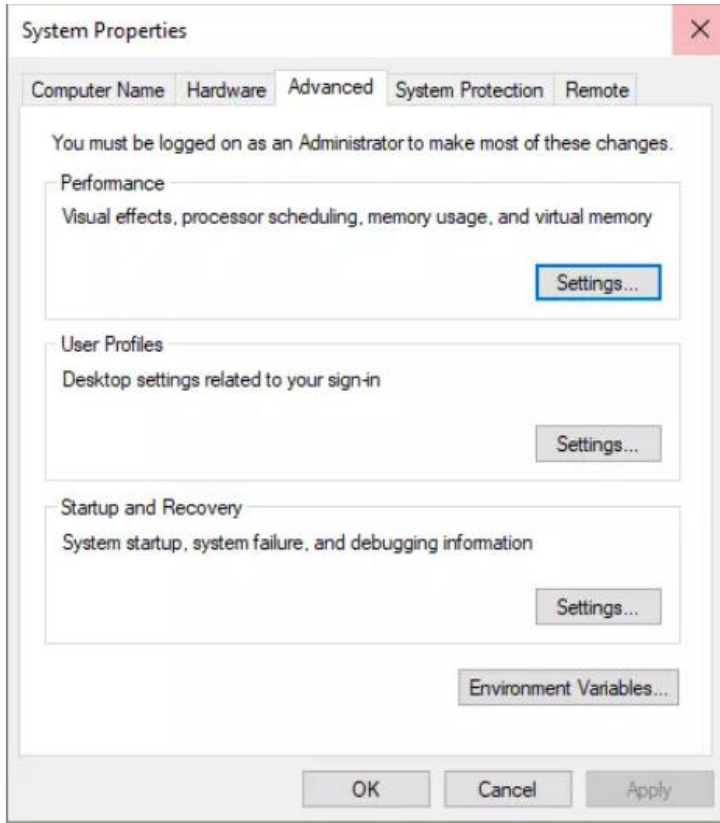 System Properties
Computer Name Hardware Advanced System Protection Remote
You must be logged on as an Administrator to make most of these changes.
Performance
Visual effects, processor scheduling, memory usage, and virtual memory
Settings...
User Profiles
Desktop settings related to your sign-in
Settings...
Startup and Recovery
System startup, system failure, and debugging information
Settings...
Environment Variables...
OK Cancel Apply